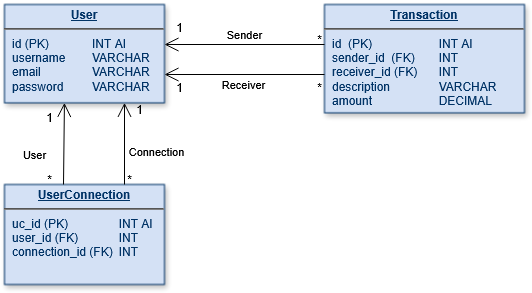 User
id (PK) INT AI
username VARCHAR
email VARCHAR
password VARCHAR
1
Sender
*
1
Receiver
*
Transaction
id (PK) INT AI
sender_id (FK) INT
receiver_id (FK) INT
description VARCHAR
amount DECIMAL
1
User
*
1
Connection
*
UserConnection
uc_id (PK) INT AI
user_id (FK) INT
connection_id (FK) INT